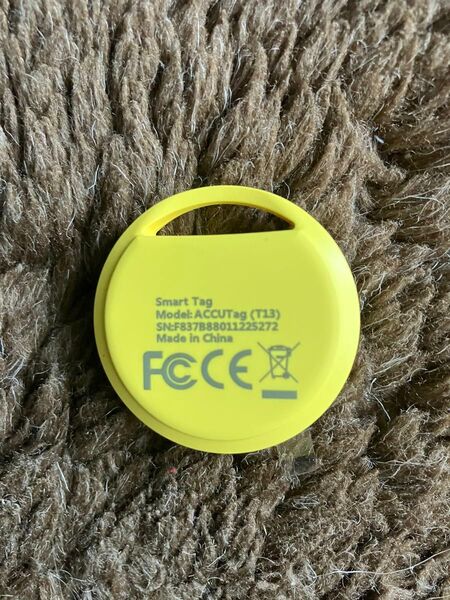 Smart Tag
Model: ACCUTag (T13)
SN:F837B88011225272
Made in China
FC CE